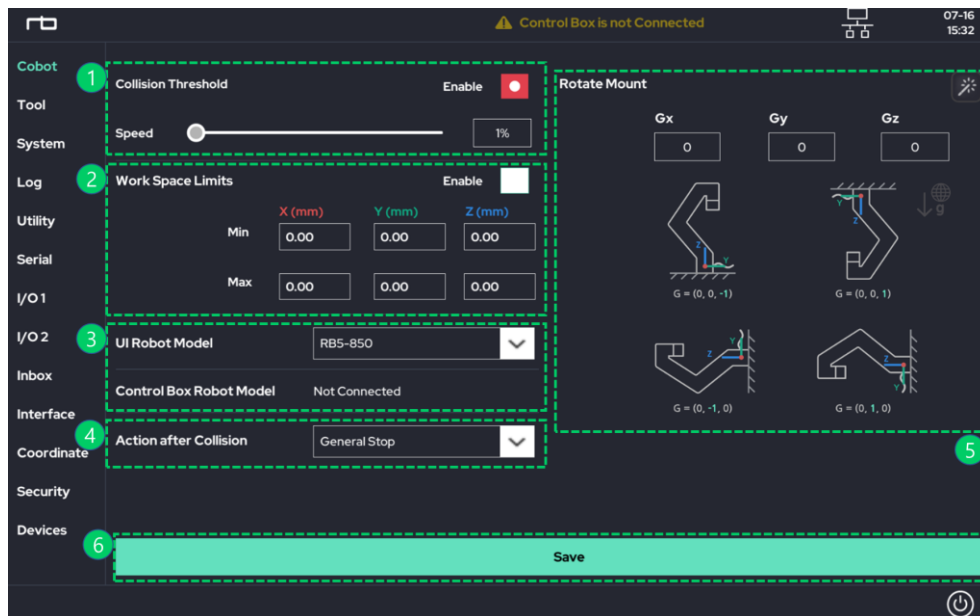 rb
Control Box is not Connected
07-16
15:32
Cobot
Tool
System
Log
Utility
Serial
I/O 1
I/O 2
Inbox
Interface
Coordinate
Security
Devices
1
Collision Threshold
Enable
Speed
1%
2
Work Space Limits
Enable
X (mm) Y (mm) Z (mm)
Min 0.00 0.00 0.00
Max 0.00 0.00 0.00
3
UI Robot Model
RB5-850
Control Box Robot Model
Not Connected
4
Action after Collision
General Stop
Rotate Mount
Gx Gy Gz
0 0 0
Z Y
G = (0, 0, -1)
Y Z
G = (0, 0, 1)
g
Y Z
G = (0, -1, 0)
Z Y
G = (0, 1, 0)
5
6
Save